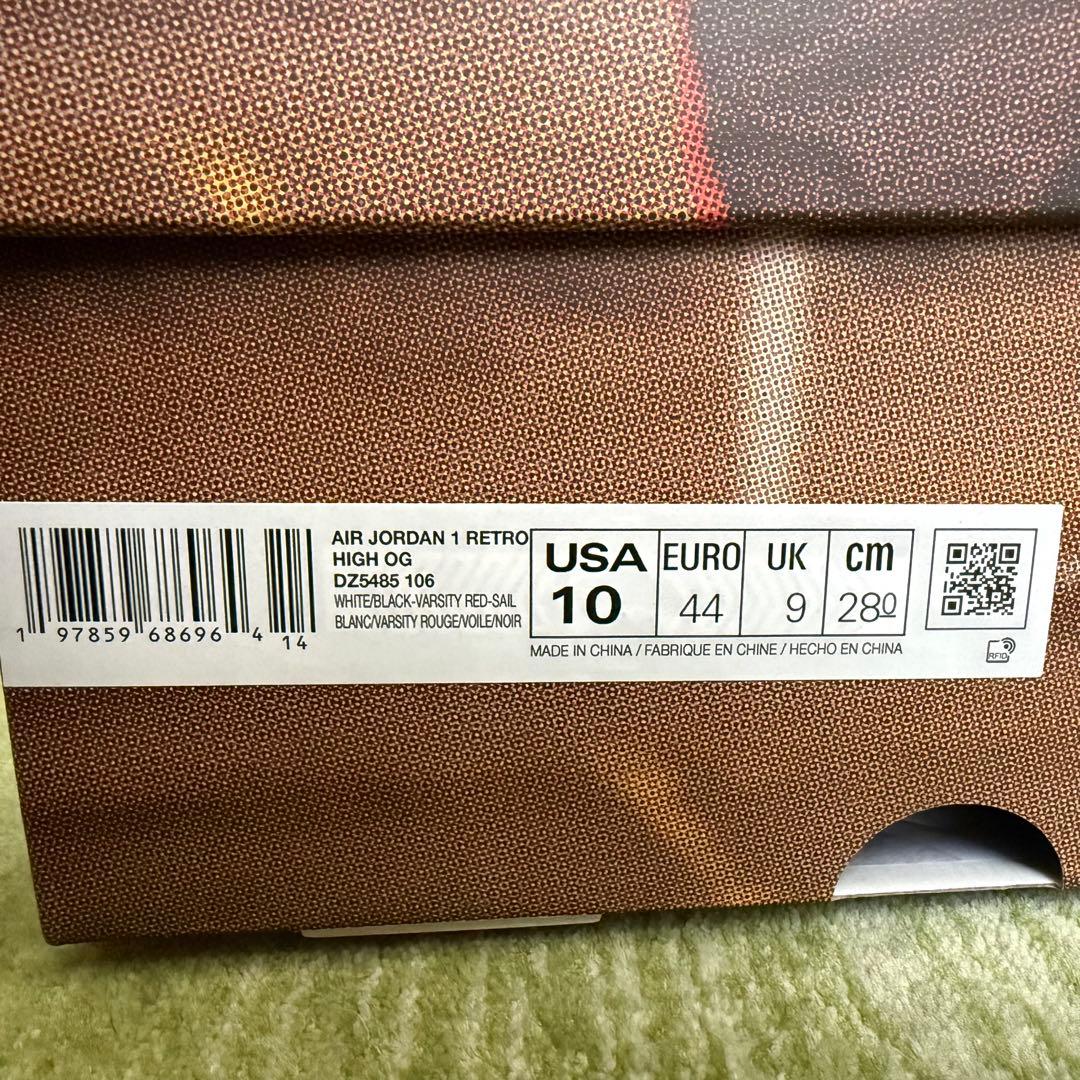 AIR JORDAN 1 RETRO
HIGH OG
DZ5485 106
WHITE/BLACK-VARSITY RED-SAIL
BLANC/VARSITY ROUGE/VOILE/NOIR
1 97859 68696 4 14
USA EURO UK cm
10 44 9 280
MADE IN CHINA / FABRIQUE EN CHINE / HECHO EN CHINA
RFID